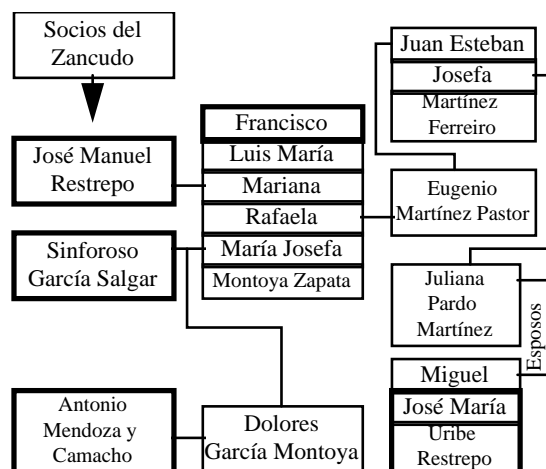 Socios del
Zancudo
José Manuel
Restrepo
Sinforoso
García Salgar
Antonio
Mendoza y
Camacho
Francisco
Luis María
Mariana
Rafaela
María Josefa
Montoya Zapata
Dolores
García Montoya
Juan Esteban
Josefa
Martínez
Ferreiro
Eugenio
Martínez Pastor
Juliana
Pardo
Martínez
Esposos
Miguel
José María
Uribe
Restrepo